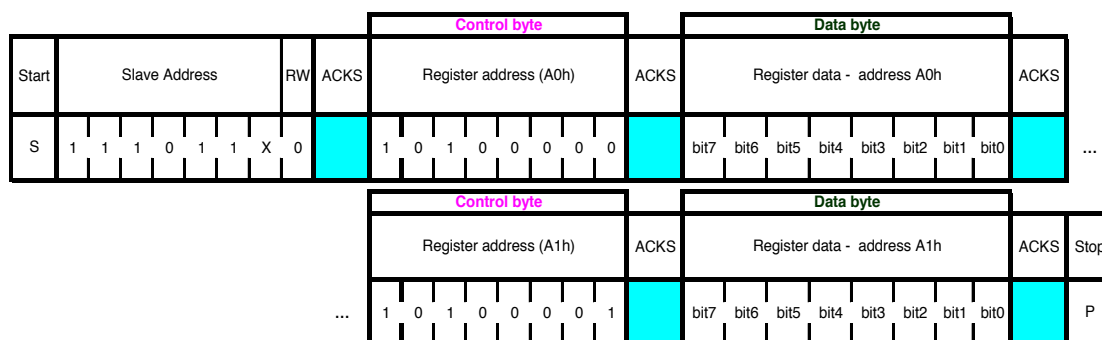 Control byte Data byte
Start Slave Address RW ACKS Register address (A0h) ACKS Register data - address A0h ACKS
S 1 1 1 0 1 1 X 0 1 0 1 0 0 0 0 0 bit7 bit6 bit5 bit4 bit3 bit2 bit1 bit0 ...
Control byte Data byte
Register address (A1h) ACKS Register data - address A1h ACKS Stop
... 1 0 1 0 0 0 0 1 bit7 bit6 bit5 bit4 bit3 bit2 bit1 bit0 P